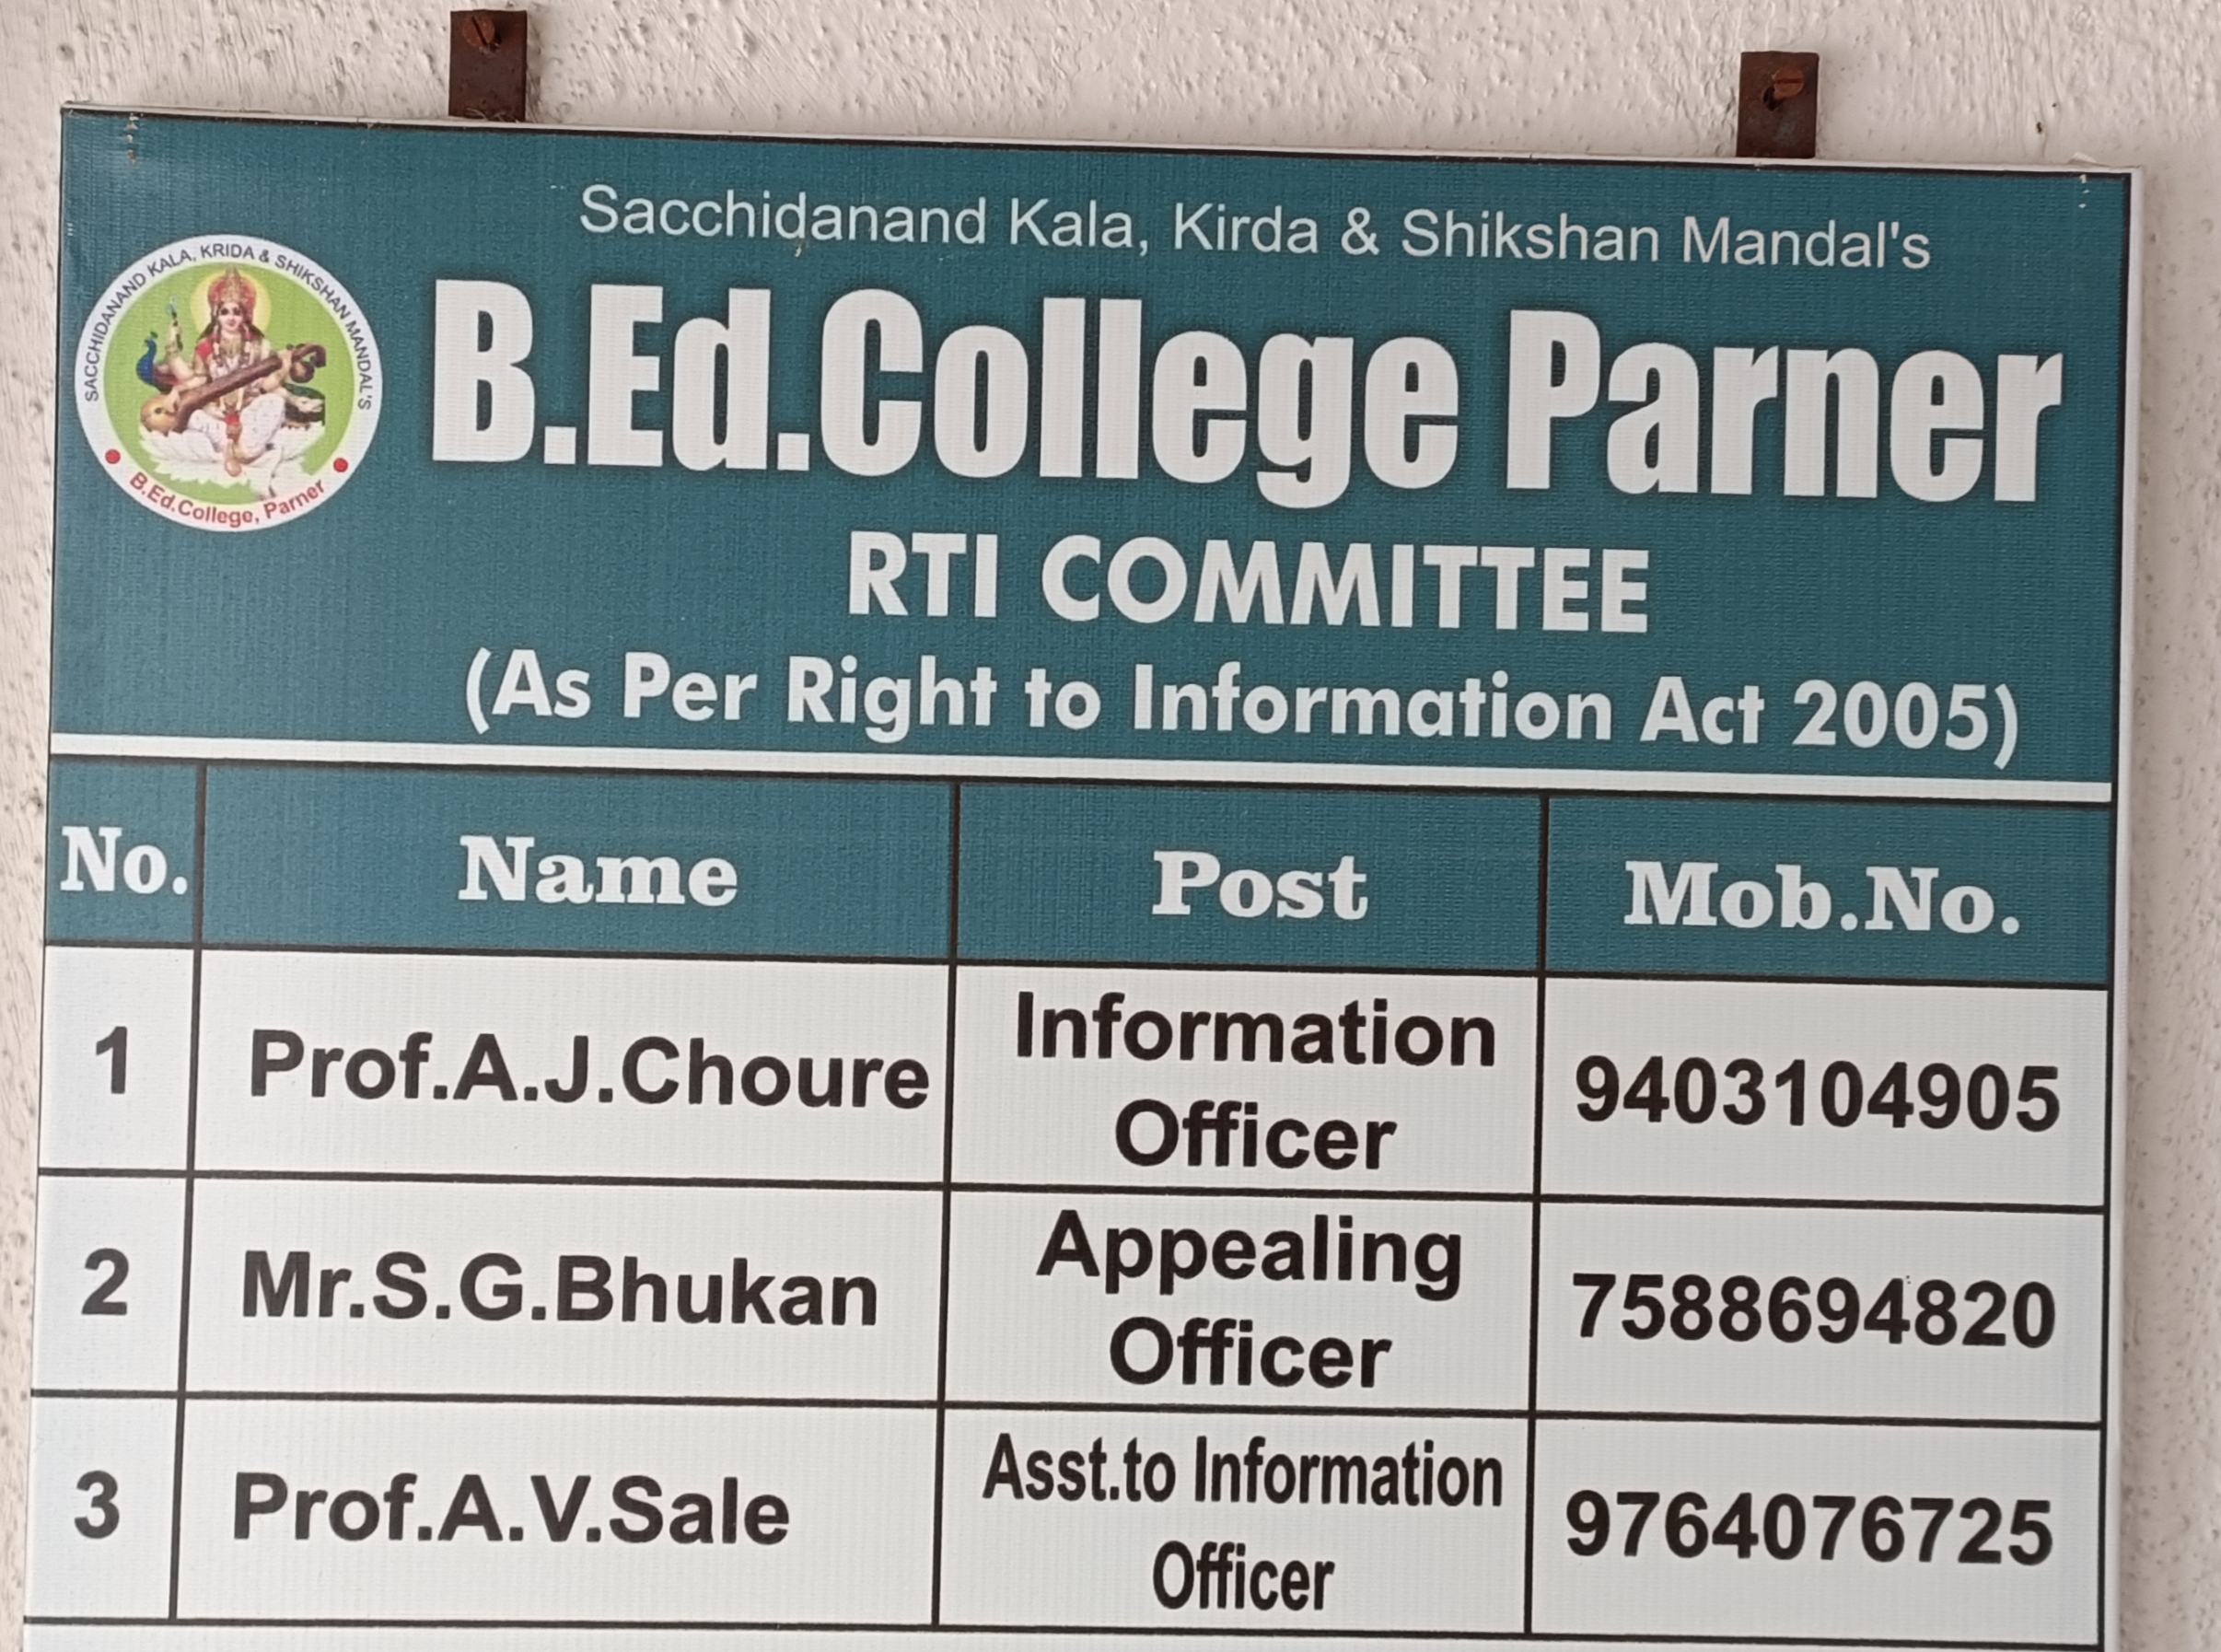 Sacchidanand Kala, Kirda & Shikshan Mandal's
SACCHIDANAND KALA, KRIDA & SHIKSHAN MANDAL'S
B.Ed.College, Parner
B.Ed.College Parner
RTI COMMITTEE
(As Per Right to Information Act 2005)
No. Name Post Mob.No.
1 Prof.A.J.Choure Information Officer 9403104905
2 Mr.S.G.Bhukan Appealing Officer 7588694820
3 Prof.A.V.Sale Asst.to Information Officer 9764076725